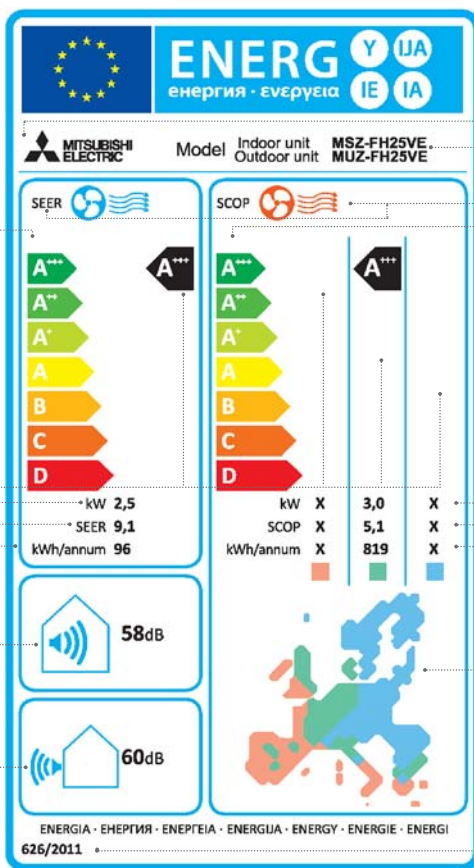 ENERG Y IJA
енергия · ενεργεια IE IA
MITSUBISHI
ELECTRIC
Model Indoor unit MSZ-FH25VE
Outdoor unit MUZ-FH25VE
SEER
A+++ A+++
A++
A+
A
B
C
D
kW 2,5
SEER 9,1
kWh/annum 96
SCOP
A+++ A+++
A++
A+
A
B
C
D
kW X 3,0 X
SCOP X 5,1 X
kWh/annum X 819 X
58dB
60dB
ENERGIA · ЕНЕРГИЯ · ΕΝΕΡΓΕΙΑ · ENERGIJA · ENERGY · ENERGIE · ENERGI
626/2011